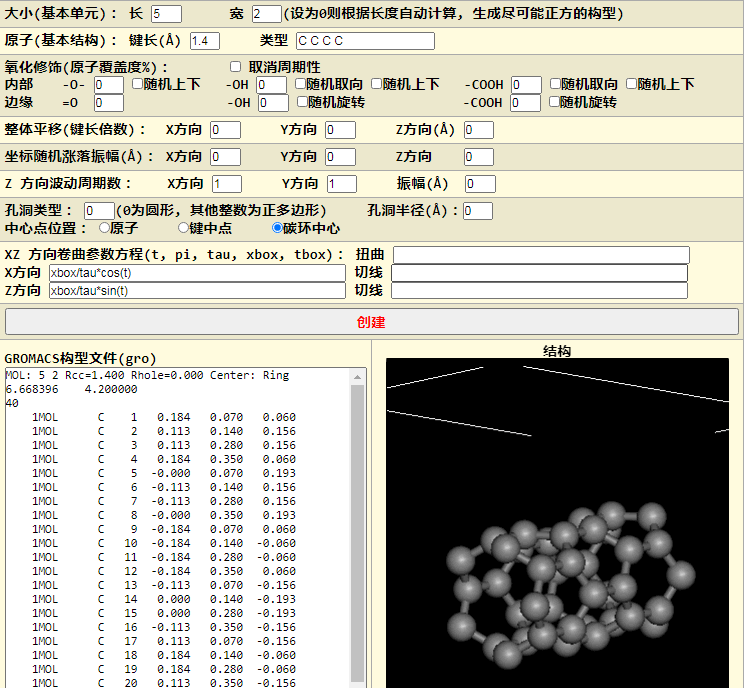 大小(基本单元): 长 5 宽 2 (设为0则根据长度自动计算, 生成尽可能正方的构型)
原子(基本结构): 键长(Å) 1.4 类型 C C C C
氧化修饰(原子覆盖度%): 取消周期性
内部 -O- 0 随机上下 -OH 0 随机取向 随机上下 -COOH 0 随机取向 随机上下
边缘 =O 0 -OH 0 随机旋转 -COOH 0 随机旋转
整体平移(键长倍数): X方向 0 Y方向 0 Z方向(Å) 0
坐标随机涨落振幅(Å): X方向 0 Y方向 0 Z方向 0
Z 方向波动周期数: X方向 1 Y方向 1 振幅(Å) 0
孔洞类型: 0 (0为圆形, 其他整数为正多边形) 孔洞半径(Å): 0
中心点位置: 原子 键中点 碳环中心
XZ 方向卷曲参数方程(t, pi, tau, xbox, tbox): 扭曲
X方向 xbox/tau*cos(t) 切线
Z方向 xbox/tau*sin(t) 切线
创建
GROMACS构型文件(gro)
MOL: 5 2 Rcc=1.400 Rhole=0.000 Center: Ring
6.668396 4.200000
40
1MOL C 1 0.184 0.070 0.060
1MOL C 2 0.113 0.140 0.156
1MOL C 3 0.113 0.280 0.156
1MOL C 4 0.184 0.350 0.060
1MOL C 5 -0.000 0.070 0.193
1MOL C 6 -0.113 0.140 0.156
1MOL C 7 -0.113 0.280 0.156
1MOL C 8 -0.000 0.350 0.193
1MOL C 9 -0.184 0.070 0.060
1MOL C 10 -0.184 0.140 -0.060
1MOL C 11 -0.184 0.280 -0.060
1MOL C 12 -0.184 0.350 0.060
1MOL C 13 -0.113 0.070 -0.156
1MOL C 14 0.000 0.140 -0.193
1MOL C 15 0.000 0.280 -0.193
1MOL C 16 -0.113 0.350 -0.156
1MOL C 17 0.113 0.070 -0.156
1MOL C 18 0.184 0.140 -0.060
1MOL C 19 0.184 0.280 -0.060
1MOL C 20 0.113 0.350 -0.156
结构